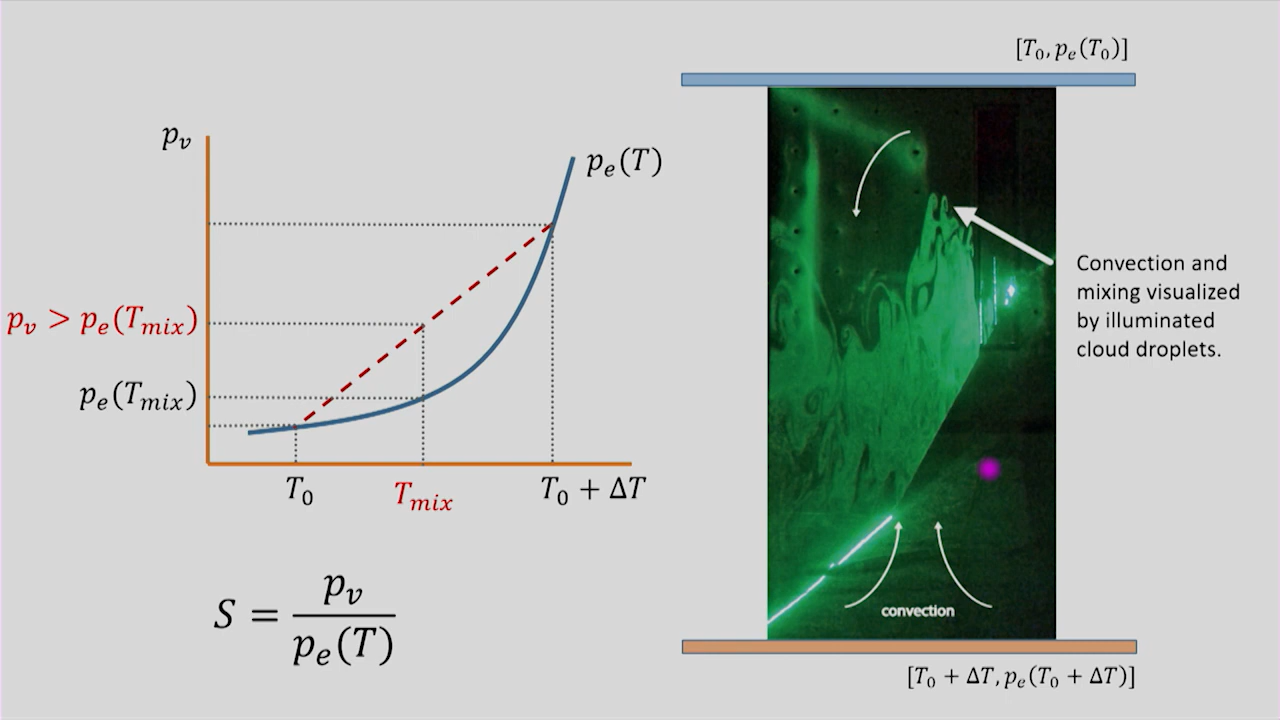 p_v
p_e(T)
p_v > p_e(T_mix)
p_e(T_mix)
T_0
T_mix
T_0 + ΔT
S = p_v / p_e(T)
[T_0, p_e(T_0)]
Convection and
mixing visualized
by illuminated
cloud droplets.
convection
[T_0 + ΔT, p_e(T_0 + ΔT)]